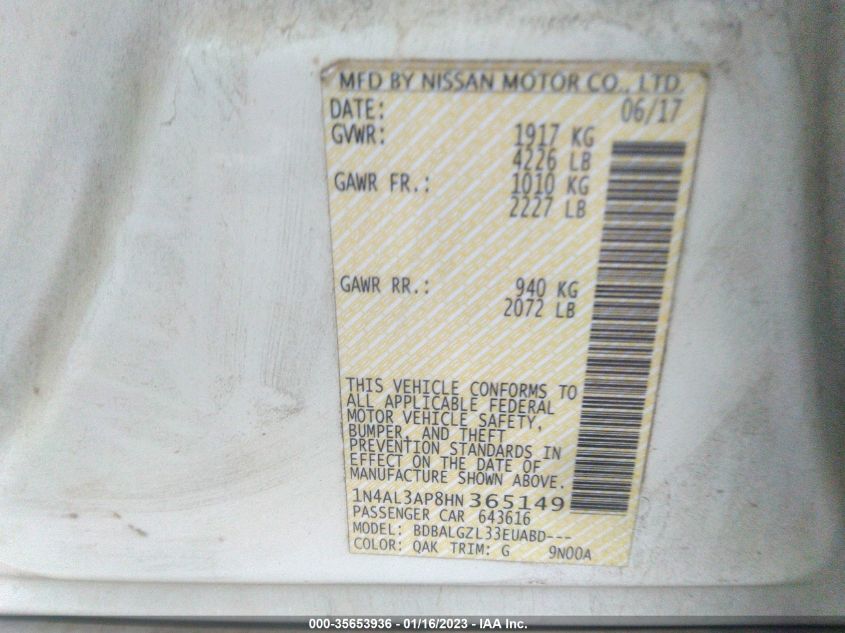 MFD BY NISSAN MOTOR CO., LTD.
DATE: 06/17
GVWR: 1917 KG
4226 LB
GAWR FR.: 1010 KG
2227 LB
GAWR RR.: 940 KG
2072 LB
THIS VEHICLE CONFORMS TO
ALL APPLICABLE FEDERAL
MOTOR VEHICLE SAFETY,
BUMPER, AND THEFT
PREVENTION STANDARDS IN
EFFECT ON THE DATE OF
MANUFACTURE SHOWN ABOVE.
1N4AL3AP8HN365149
PASSENGER CAR 643616
MODEL: BDBALGZL33EUABD---
COLOR: QAK TRIM: G 9N00A
000-35653936 - 01/16/2023 - IAA Inc.